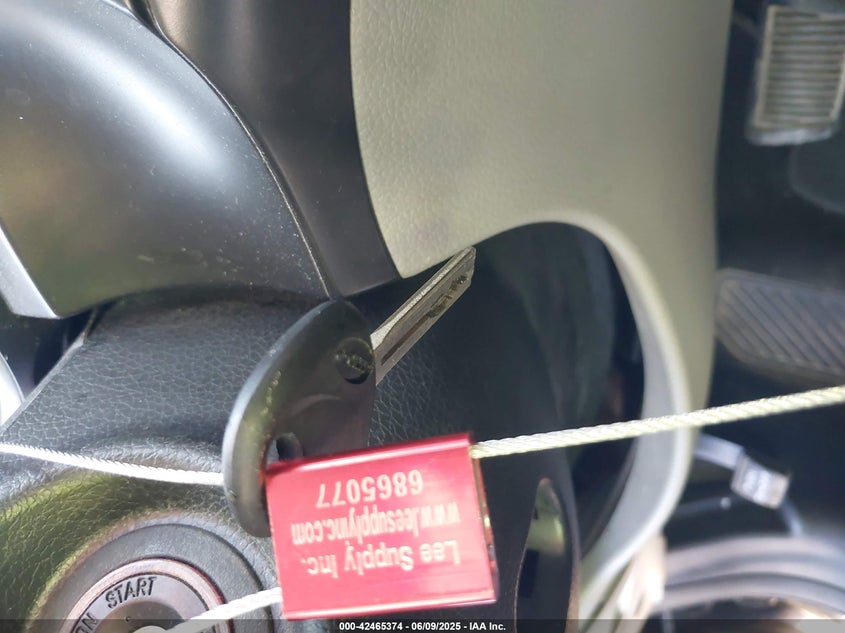 Lee Supply Inc.
www.leesupplyinc.com
6865077
START
000-42465374 / 06/09/2025 - IAA Inc.